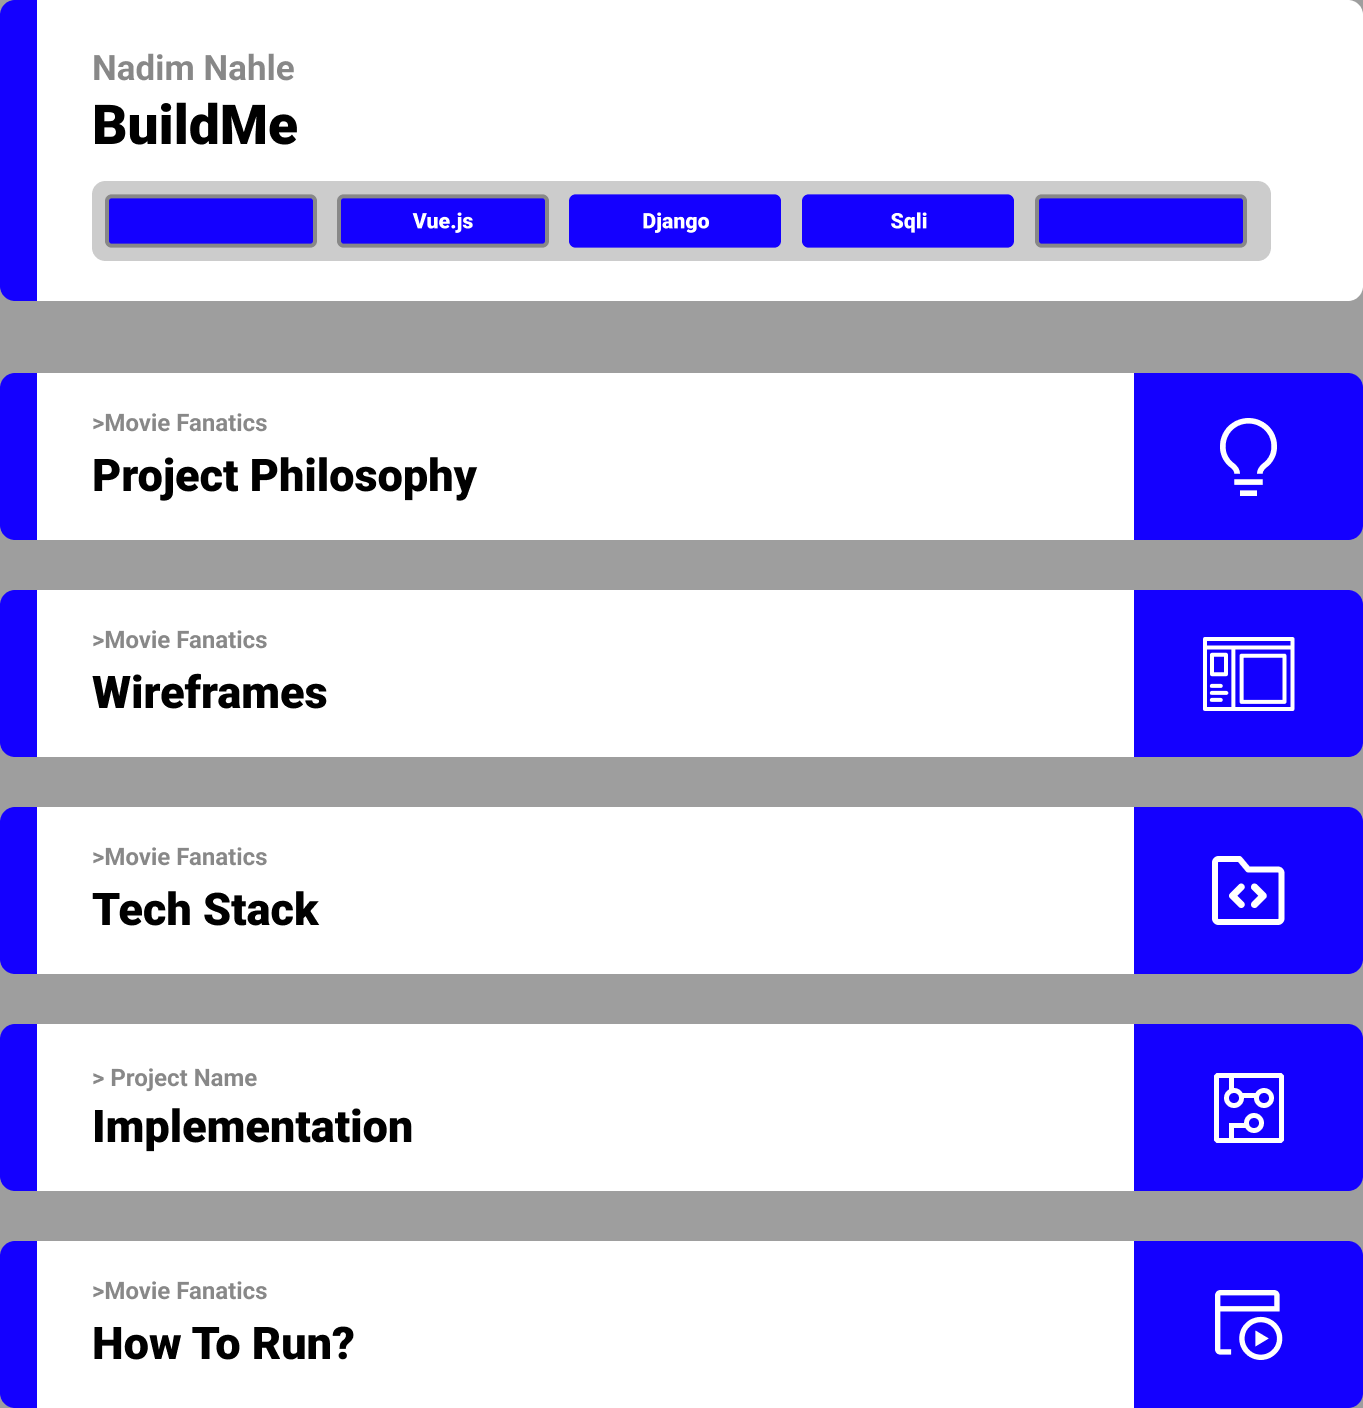 Nadim Nahle
BuildMe
Vue.js Django Sqli
>Movie Fanatics
Project Philosophy
>Movie Fanatics
Wireframes
>Movie Fanatics
Tech Stack
> Project Name
Implementation
>Movie Fanatics
How To Run?